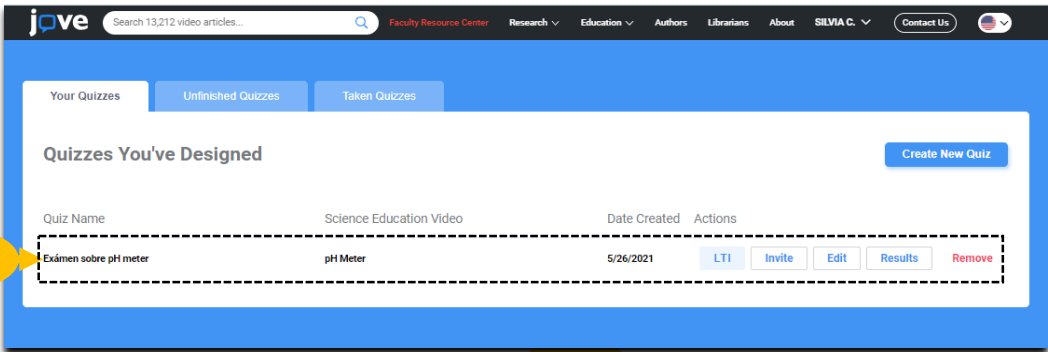 jove Search 13,212 video articles... Faculty Resource Center Research Education Authors Librarians About SILVIA C. Contact Us
Your Quizzes Unfinished Quizzes Taken Quizzes
Quizzes You've Designed Create New Quiz
Quiz Name Science Education Video Date Created Actions
Exámen sobre pH meter pH Meter 5/26/2021 LTI Invite Edit Results Remove